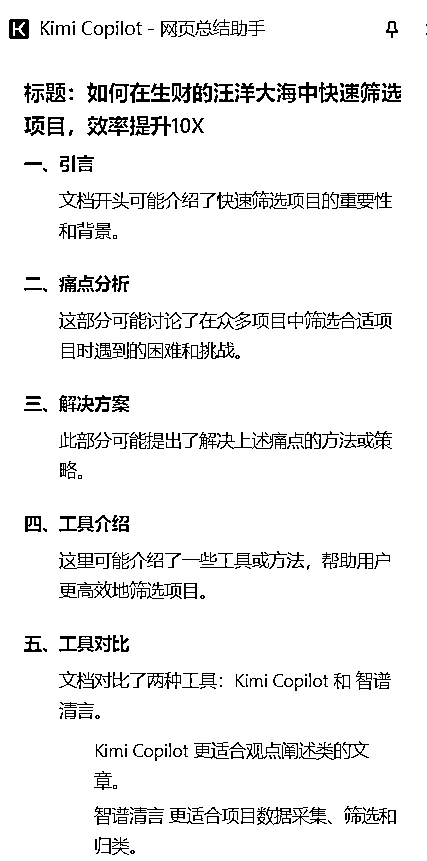 K Kimi Copilot - 网页总结助手
标题：如何在生财的汪洋大海中快速筛选
项目，效率提升10X
一、引言
文档开头可能介绍了快速筛选项目的重要性
和背景。
二、痛点分析
这部分可能讨论了在众多项目中筛选合适项
目时遇到的困难和挑战。
三、解决方案
此部分可能提出了解决上述痛点的方法或策
略。
四、工具介绍
这里可能介绍了一些工具或方法，帮助用户
更高效地筛选项目。
五、工具对比
文档对比了两种工具：Kimi Copilot 和 智谱
清言。
Kimi Copilot 更适合观点阐述类的文
章。
智谱清言 更适合项目数据采集、筛选和
归类。